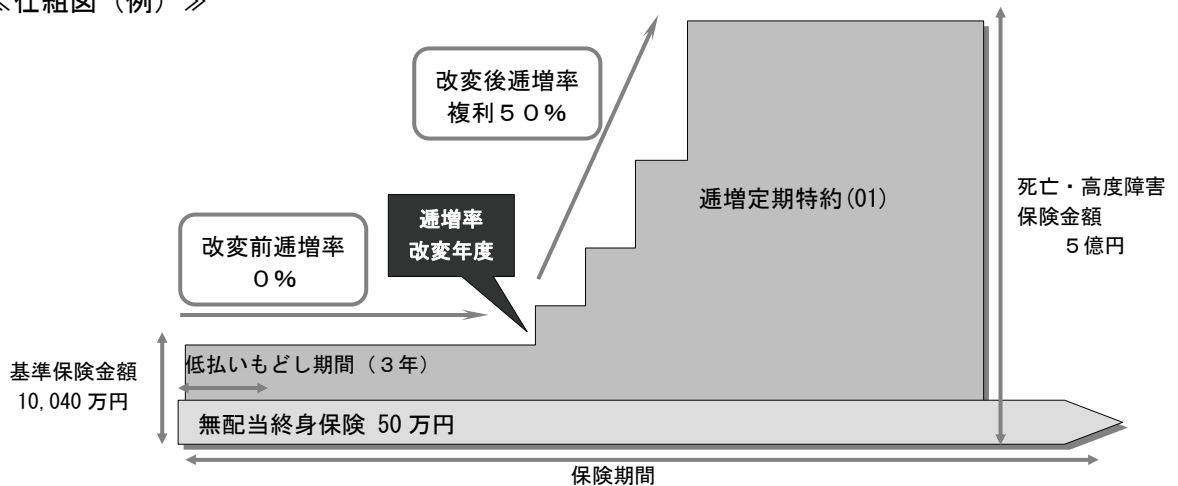 ≪仕組図（例）≫
改変後逓増率
複利５０％
逓増定期特約(01)
死亡・高度障害
保険金額
５億円
逓増率
改変年度
改変前逓増率
０％
基準保険金額
10,040 万円
低払いもどし期間（３年）
無配当終身保険 50 万円
保険期間